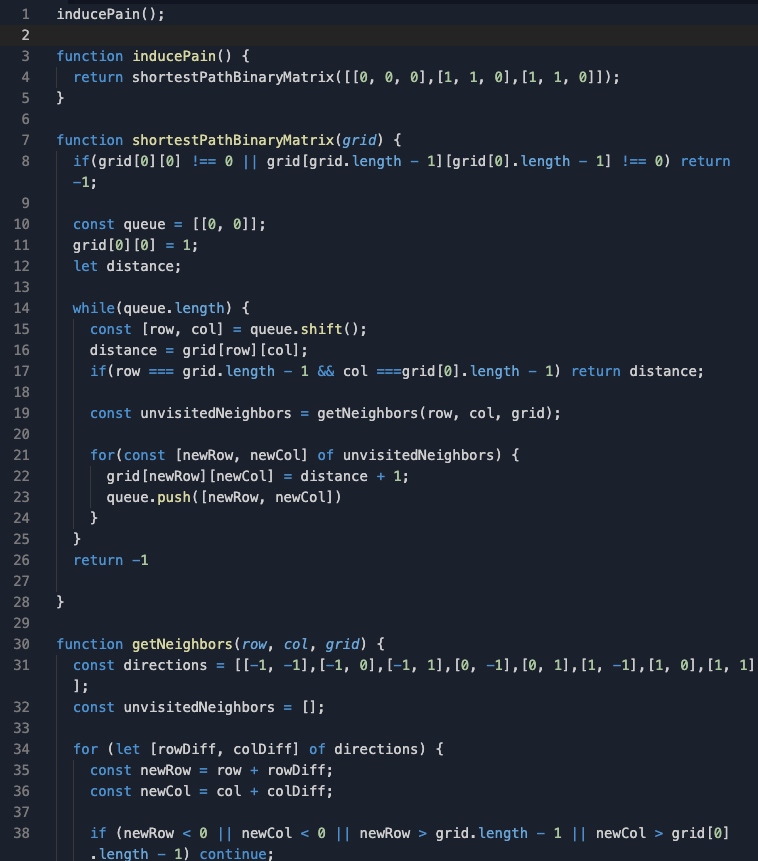 1 inducePain();
2
3 function inducePain() {
4 return shortestPathBinaryMatrix([[0, 0, 0],[1, 1, 0],[1, 1, 0]]);
5 }
6
7 function shortestPathBinaryMatrix(grid) {
8 if(grid[0][0] !== 0 || grid[grid.length - 1][grid[0].length - 1] !== 0) return
-1;
9
10 const queue = [[0, 0]];
11 grid[0][0] = 1;
12 let distance;
13
14 while(queue.length) {
15 const [row, col] = queue.shift();
16 distance = grid[row][col];
17 if(row === grid.length - 1 && col ===grid[0].length - 1) return distance;
18
19 const unvisitedNeighbors = getNeighbors(row, col, grid);
20
21 for(const [newRow, newCol] of unvisitedNeighbors) {
22 grid[newRow][newCol] = distance + 1;
23 queue.push([newRow, newCol])
24 }
25 }
26 return -1
27
28 }
29
30 function getNeighbors(row, col, grid) {
31 const directions = [[-1, -1],[-1, 0],[-1, 1],[0, -1],[0, 1],[1, -1],[1, 0],[1, 1]
];
32 const unvisitedNeighbors = [];
33
34 for (let [rowDiff, colDiff] of directions) {
35 const newRow = row + rowDiff;
36 const newCol = col + colDiff;
37
38 if (newRow < 0 || newCol < 0 || newRow > grid.length - 1 || newCol > grid[0]
.length - 1) continue;